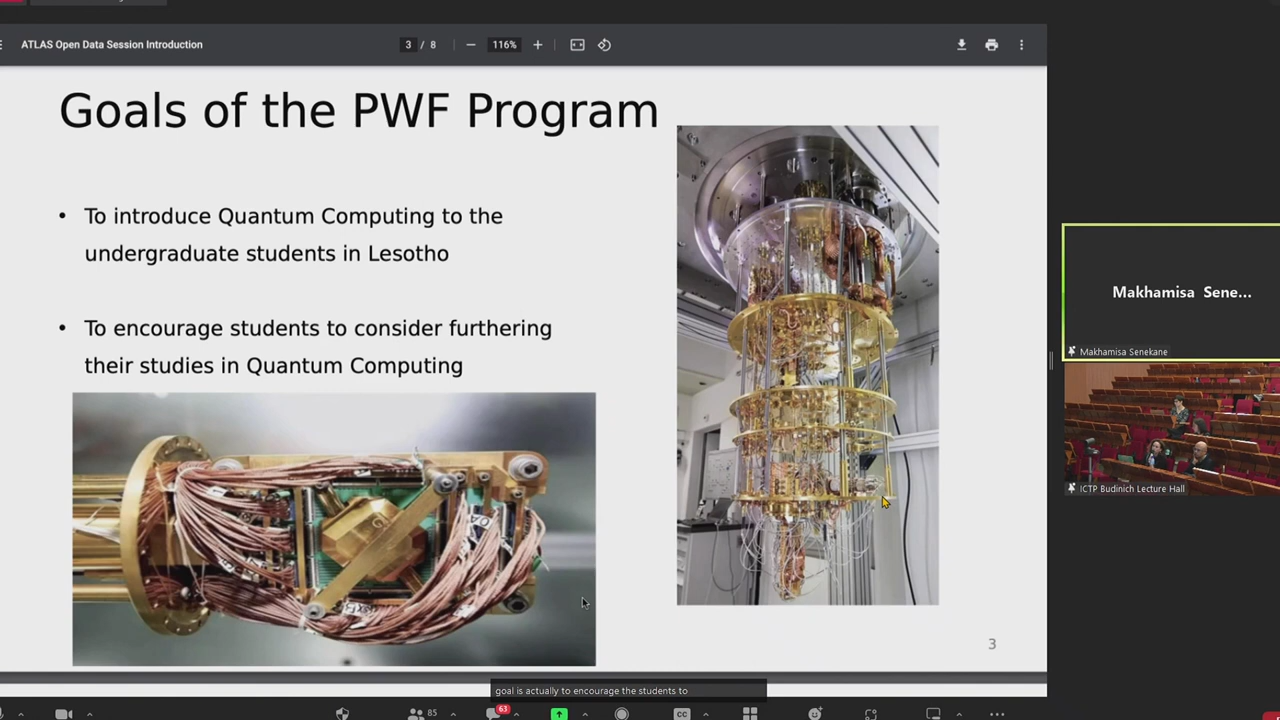 ATLAS Open Data Session Introduction
3 / 8
116%
Goals of the PWF Program
• To introduce Quantum Computing to the
undergraduate students in Lesotho
• To encourage students to consider furthering
their studies in Quantum Computing
3
Makhamisa Sene...
Makhamisa Senekane
ICTP Budinich Lecture Hall
goal is actually to encourage the students to
85
63
CC